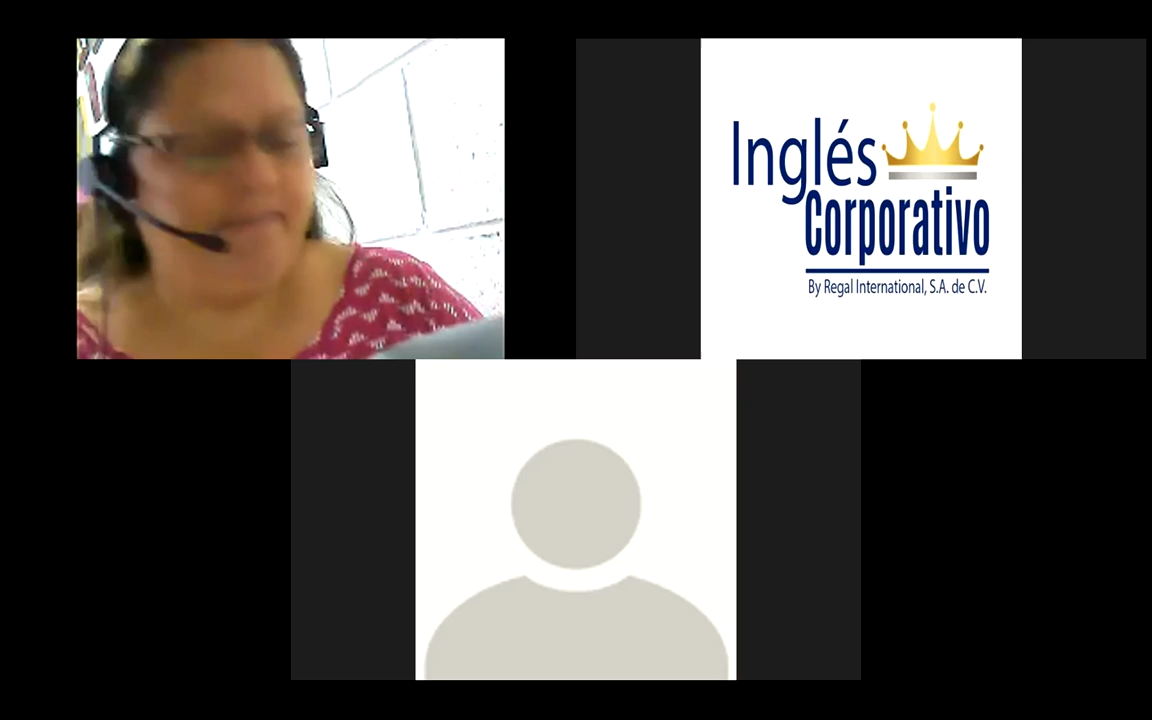 Inglés
Corporativo
By Regal International, S.A. de C.V.